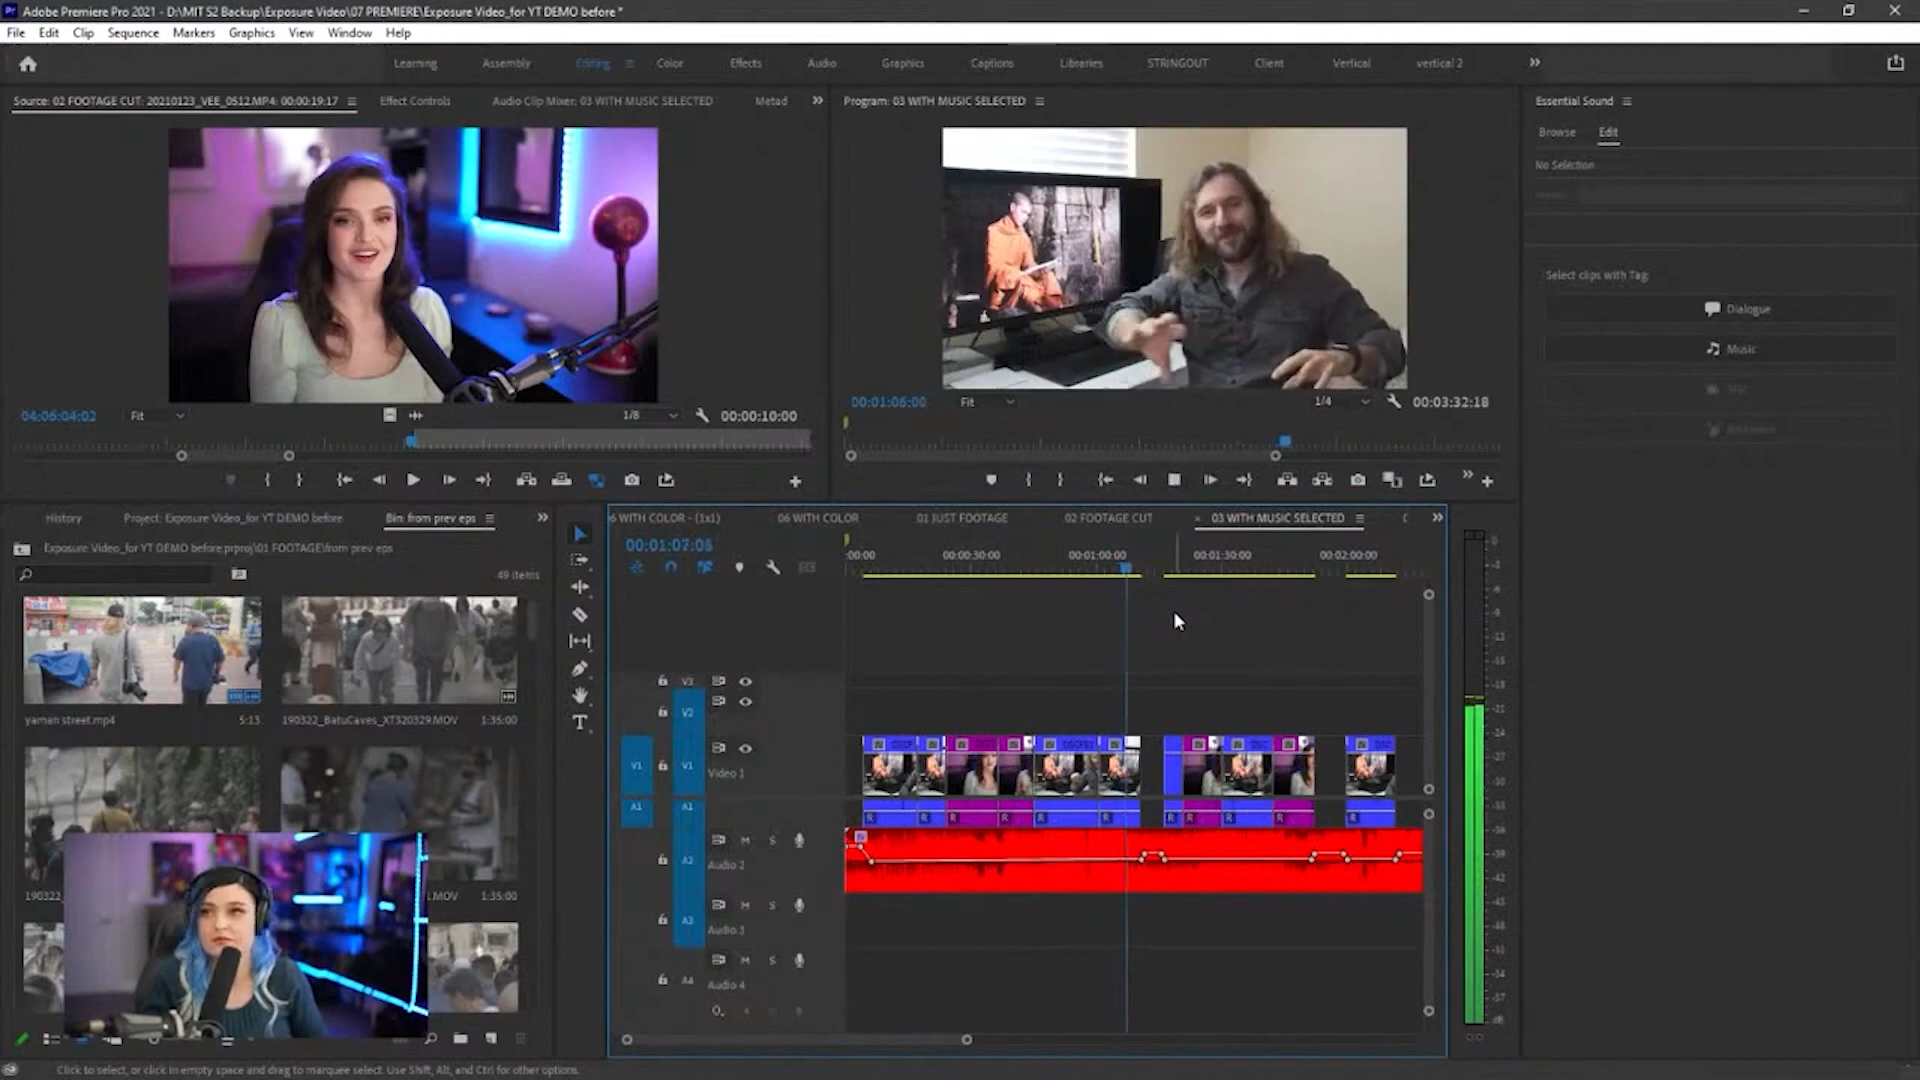 Adobe Premiere Pro 2021 - D:\MIT S2 Backup\Exposure Video\07 PREMIERE\Exposure Video_for YT DEMO before *
File Edit Clip Sequence Markers Graphics View Window Help
Learning Assembly Editing Color Effects Audio Graphics Captions Libraries STRINGOUT Client Vertical vertical 2
Source: 02 FOOTAGE CUT: 20210123_VEE_0512.MP4: 00:00:19:17 Effect Controls Audio Clip Mixer: 03 WITH MUSIC SELECTED Metad
Program: 03 WITH MUSIC SELECTED
Essential Sound
Browse Edit
No Selection
Select clips with Tag:
Dialogue
Music
04:06:04:02 Fit 1/8 00:00:10:00
00:01:06:00 Fit 1/4 00:03:32:18
History Project: Exposure Video_for YT DEMO before Bin: from prev eps
Exposure Video_for YT DEMO before.prproj\01 FOOTAGE\from prev eps
49 items
yaman street.mp4 5:13
190322_BatuCaves_XT320329.MOV 1:35:00
190322_
.MOV 1:35:00
6 WITH COLOR - (1x1) 06 WITH COLOR 01 JUST FOOTAGE 02 FOOTAGE CUT 03 WITH MUSIC SELECTED
00:01:07:05
:00:00 00:00:30:00 00:01:00:00 00:01:30:00 00:02:00:00
V3
V2
V1 V1
Video 1
A1 A1
A2 M S
Audio 2
A3 M S
Audio 3
A4 M S
Audio 4
R R R R R R R R R R R
Click to select, or click in empty space and drag to marquee select. Use Shift, Alt, and Ctrl for other options.